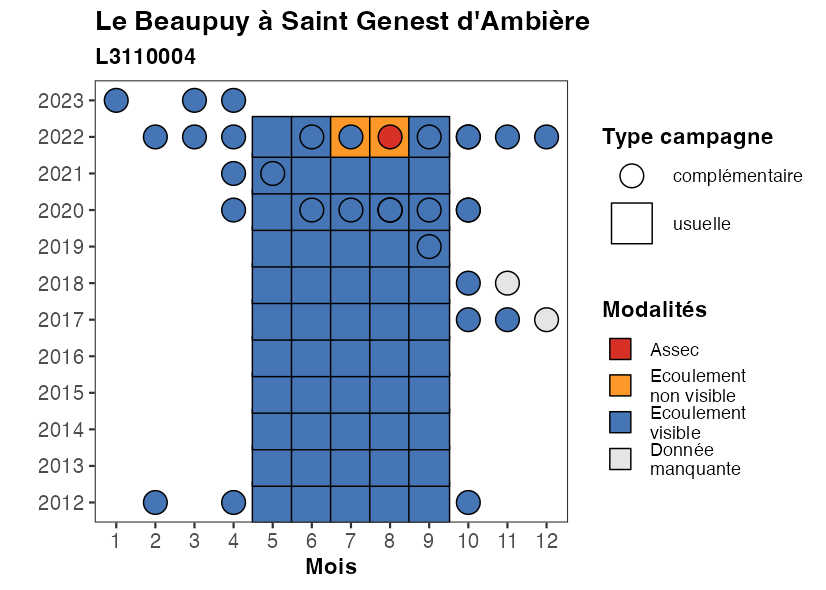 Le Beaupuy à Saint Genest d'Ambière
L3110004
2023
2022
2021
2020
2019
2018
2017
2016
2015
2014
2013
2012
1 2 3 4 5 6 7 8 9 10 11 12
Mois
Type campagne
complémentaire
usuelle
Modalités
Assec
Ecoulement
non visible
Ecoulement
visible
Donnée
manquante